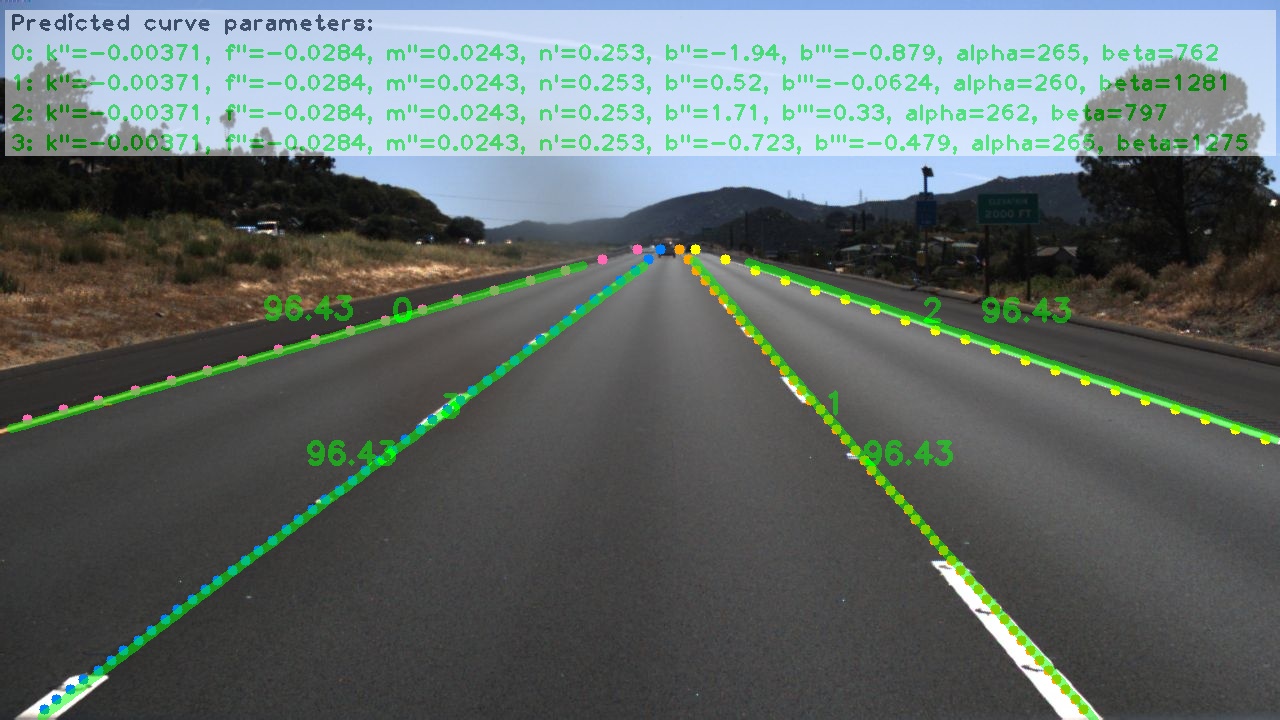 Predicted curve parameters:
0: k''=-0.00371, f''=-0.0284, m''=0.0243, n'=0.253, b''=-1.94, b'''=-0.879, alpha=265, beta=762
1: k''=-0.00371, f''=-0.0284, m''=0.0243, n'=0.253, b''=0.52, b'''=-0.0624, alpha=260, beta=1281
2: k''=-0.00371, f''=-0.0284, m''=0.0243, n'=0.253, b''=1.71, b'''=0.33, alpha=262, beta=797
3: k''=-0.00371, f''=-0.0284, m''=0.0243, n'=0.253, b''=-0.723, b'''=-0.479, alpha=265, beta=1275
ELEVATION
2000 FT
96.43 0 2 96.43
3 1
96.43 96.43